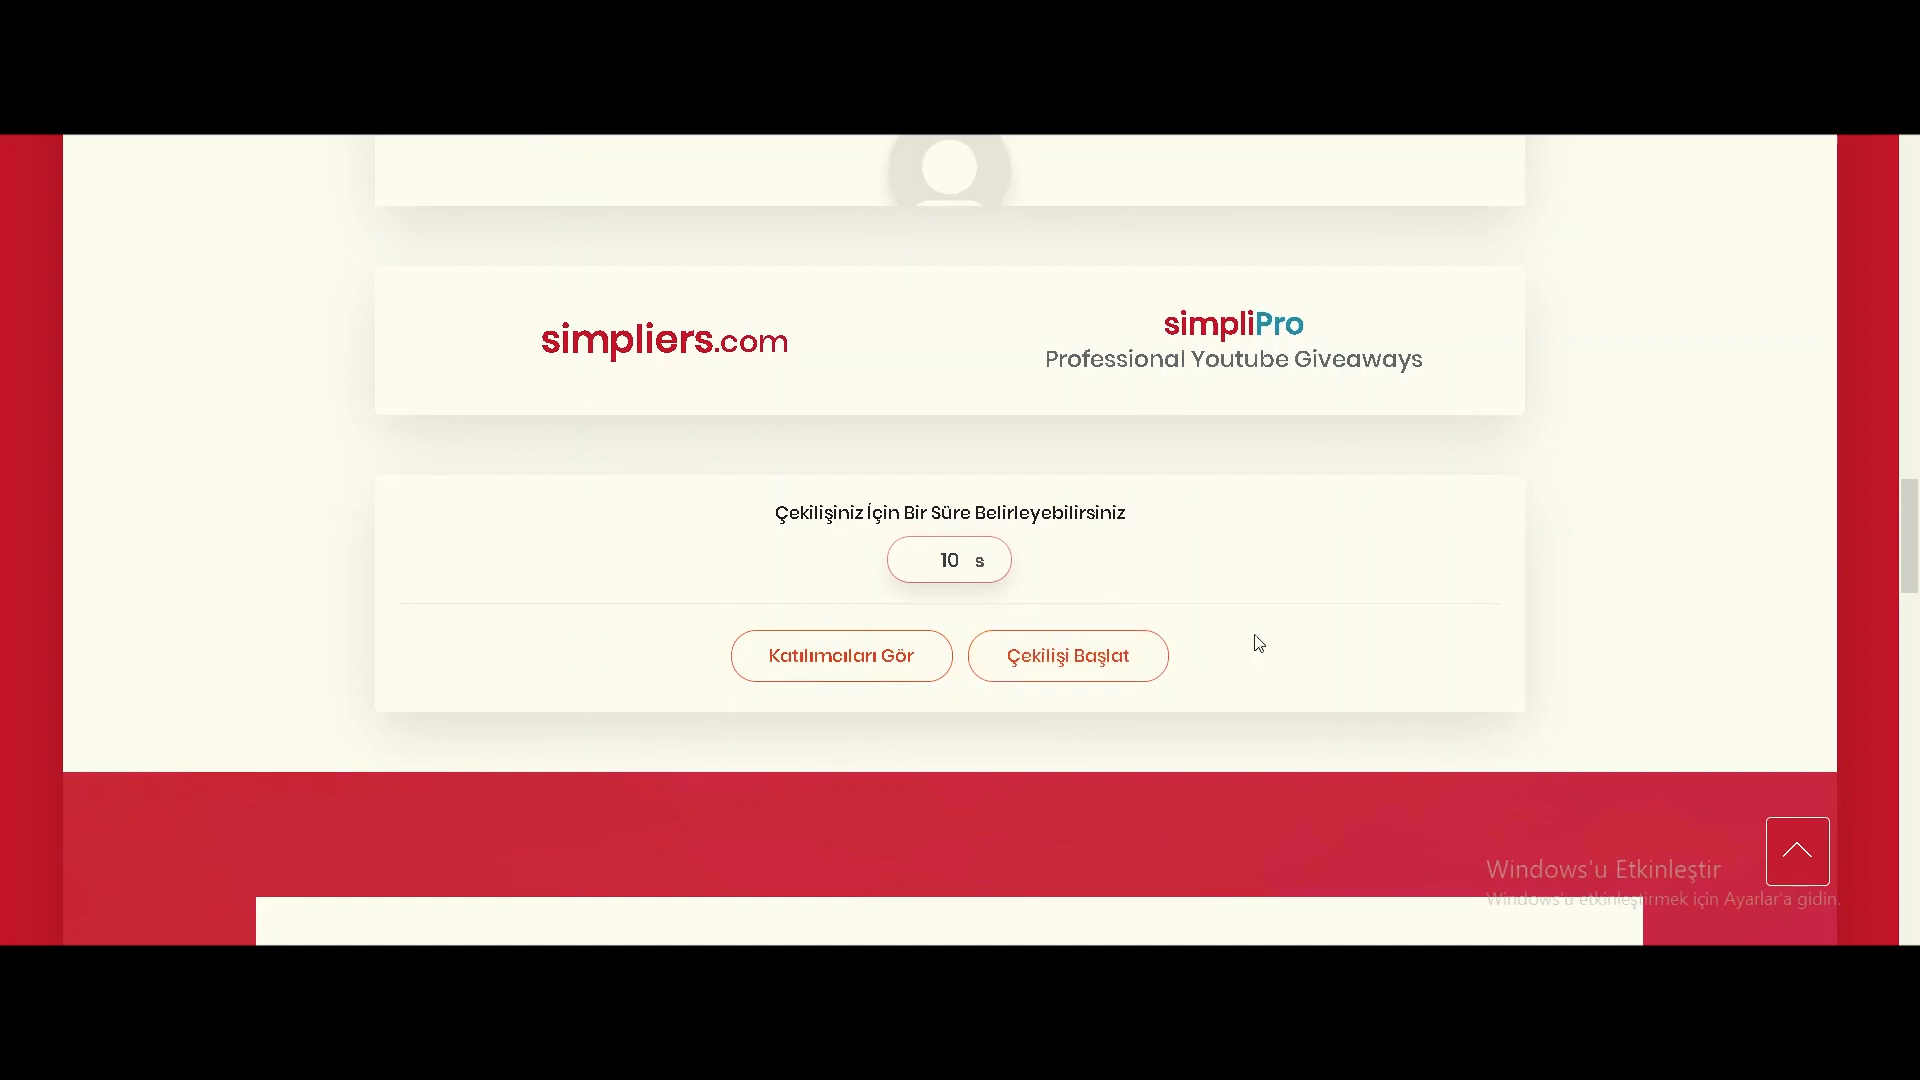 simpliers.com
simpliPro
Professional Youtube Giveaways
Çekilişiniz İçin Bir Süre Belirleyebilirsiniz
10 s
Katılımcıları Gör
Çekilişi Başlat
Windows'u Etkinleştir
Windows'u etkinleştirmek için Ayarlar'a gidin.